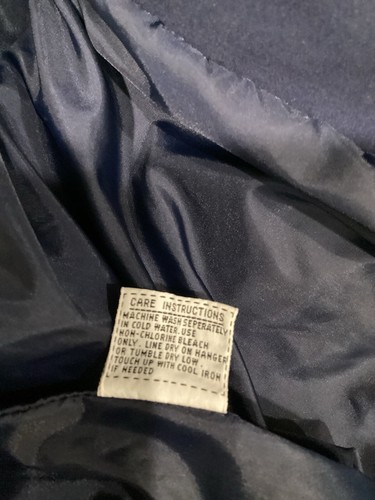 CARE INSTRUCTIONS
MACHINE WASH SEPERATELY
IN COLD WATER. USE
NON-CHLORINE BLEACH
ONLY. LINE DRY ON HANGER
OR TUMBLE DRY LOW.
TOUCH UP WITH COOL IRON
IF NEEDED